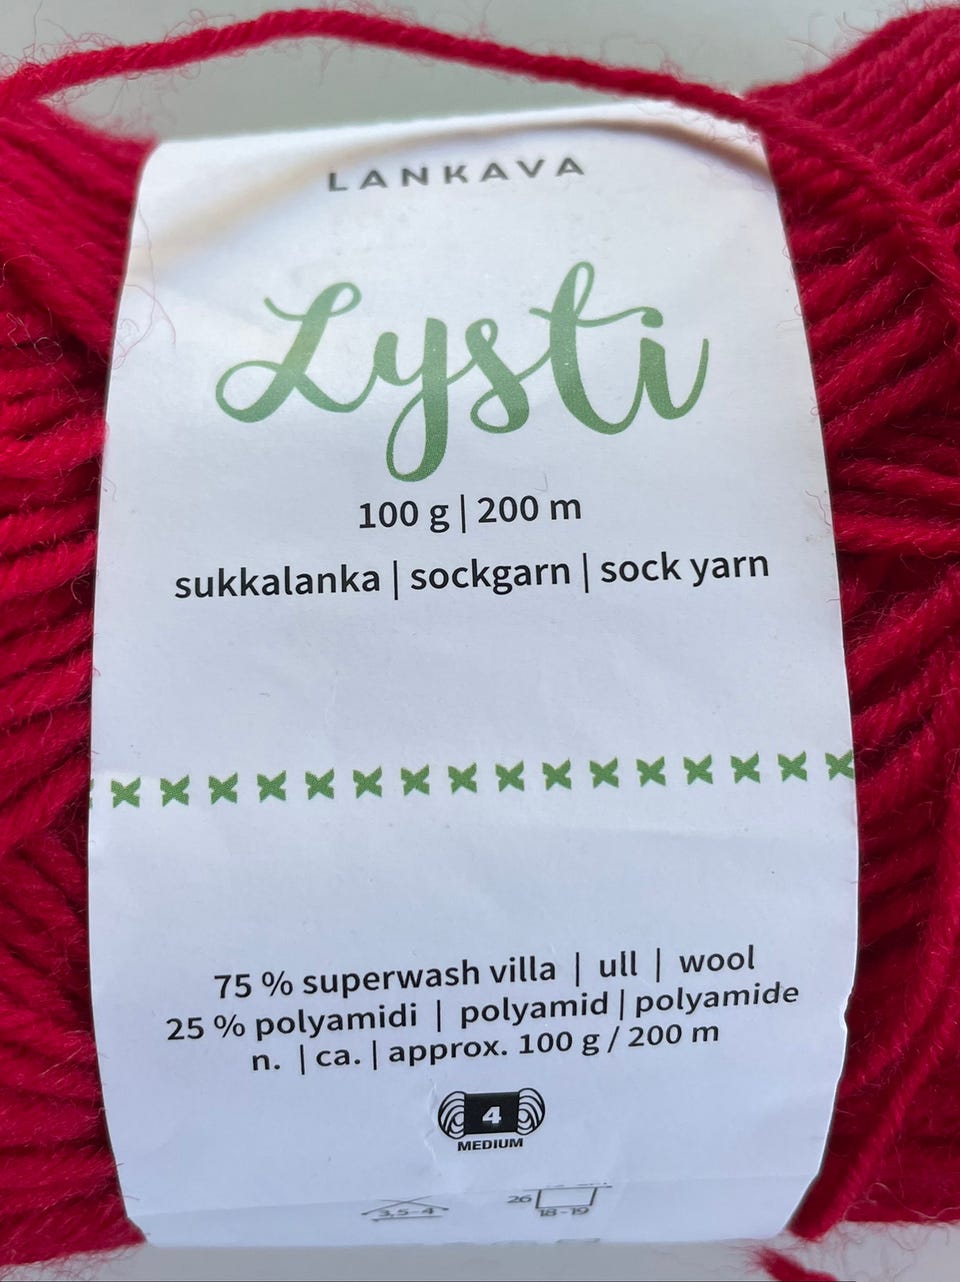 LANKAVA
Lysti
100 g | 200 m
sukkalanka | sockgarn | sock yarn
75 % superwash villa | ull | wool
25 % polyamidi | polyamid | polyamide
n. | ca. | approx. 100 g / 200 m
4
MEDIUM
3,5-4
26
18-19